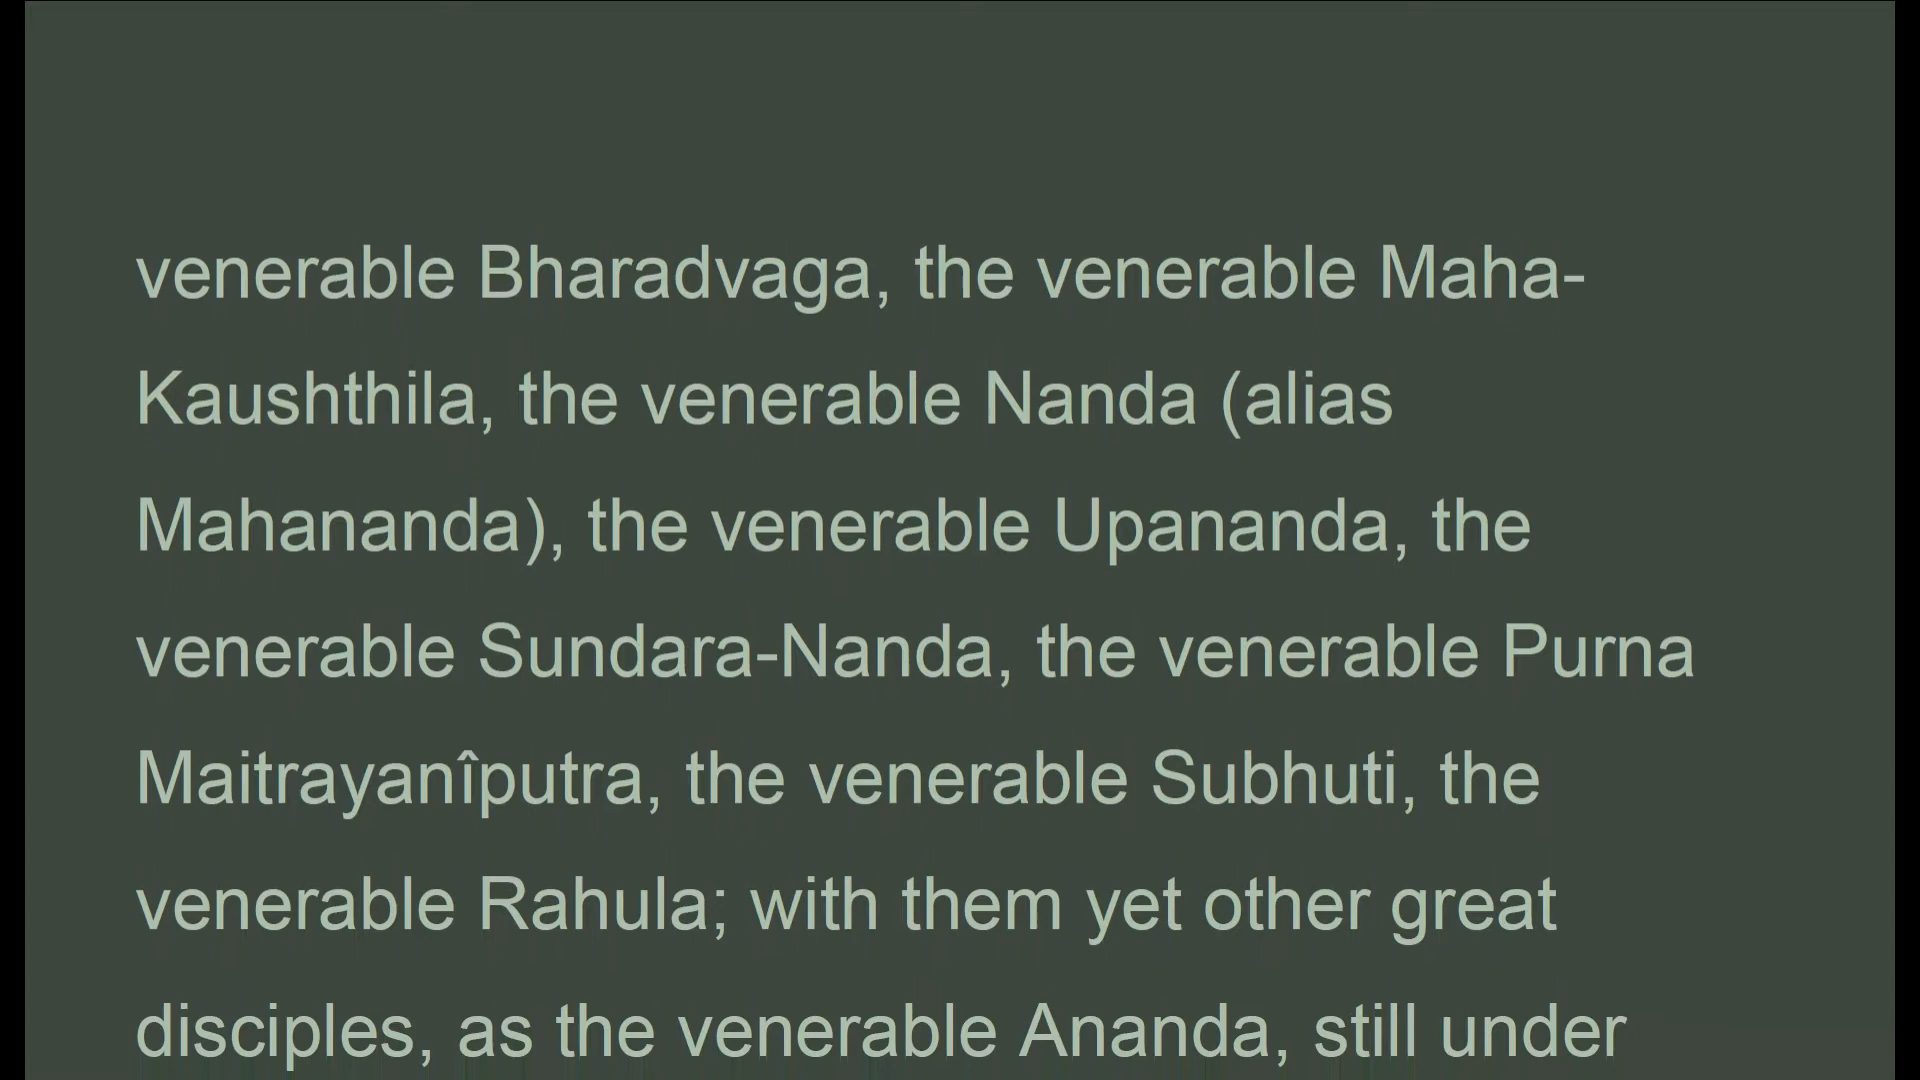 venerable Bharadvaga, the venerable Maha-
Kaushthila, the venerable Nanda (alias
Mahananda), the venerable Upananda, the
venerable Sundara-Nanda, the venerable Purna
Maitrayanîputra, the venerable Subhuti, the
venerable Rahula; with them yet other great
disciples, as the venerable Ananda, still under